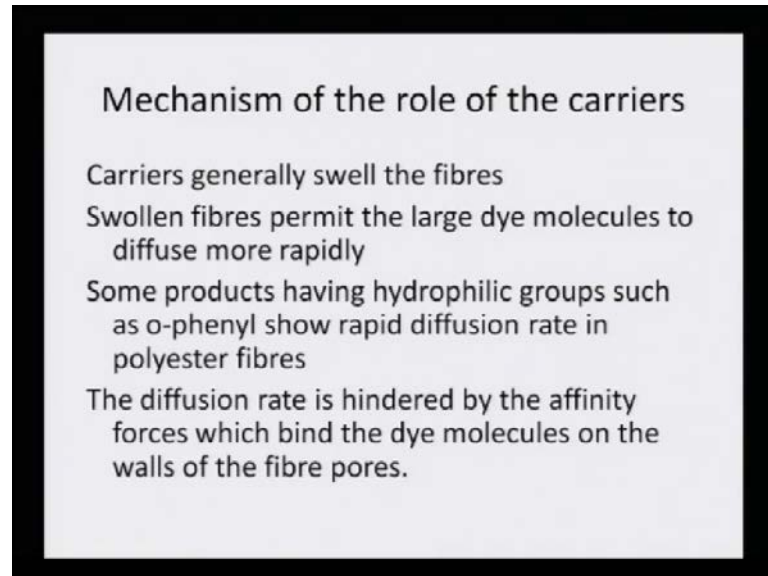 Mechanism of the role of the carriers
Carriers generally swell the fibres
Swollen fibres permit the large dye molecules to
diffuse more rapidly
Some products having hydrophilic groups such
as o-phenyl show rapid diffusion rate in
polyester fibres
The diffusion rate is hindered by the affinity
forces which bind the dye molecules on the
walls of the fibre pores.